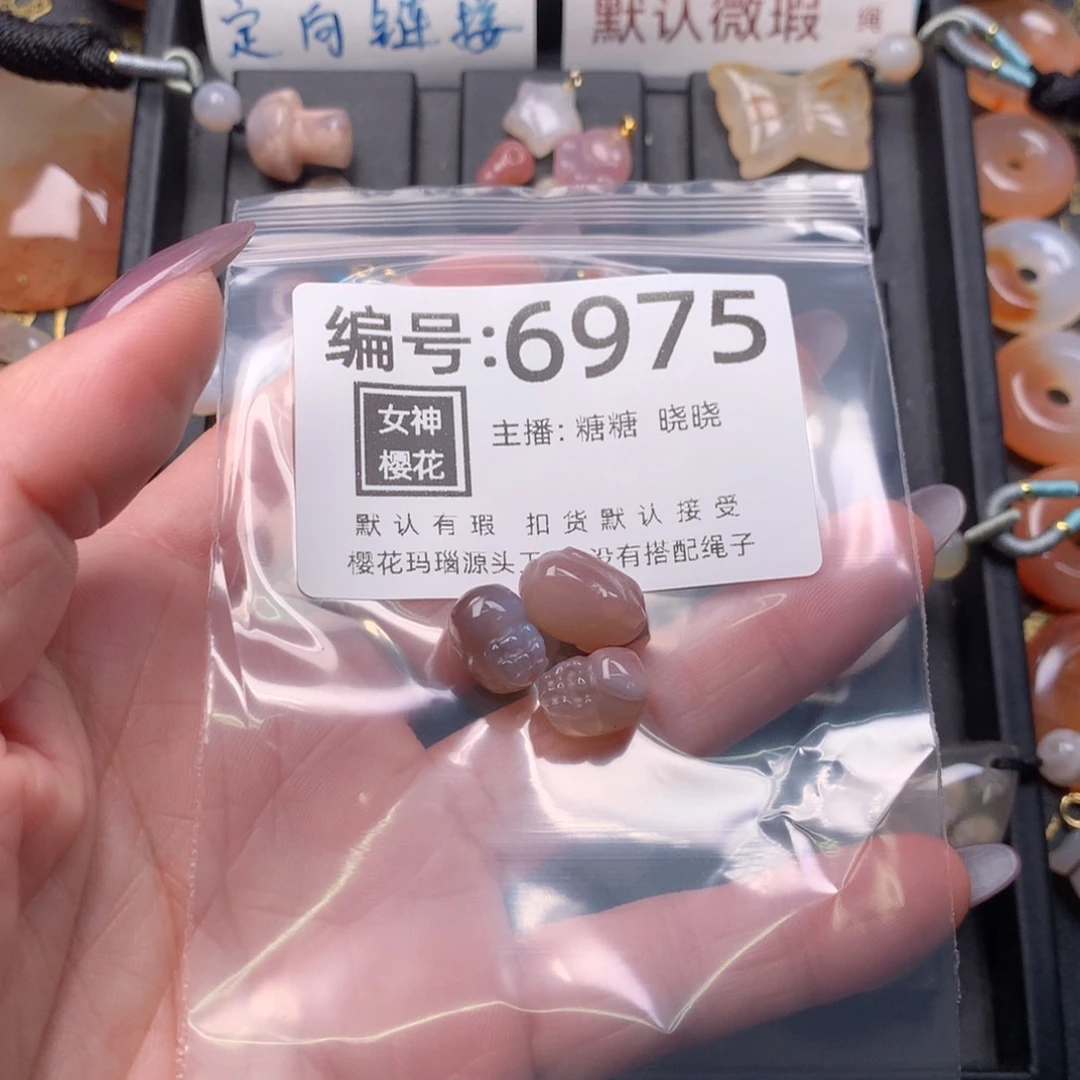 定向链接
默认微瑕
绳
编号:6975
女神
樱花
主播: 糖糖 晓晓
默认有瑕 扣货默认接受
樱花玛瑙源头工 没有搭配绳子